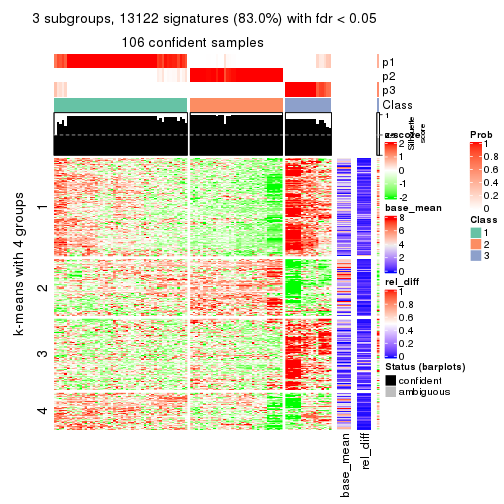 3 subgroups, 13122 signatures (83.0%) with fdr < 0.05
106 confident samples
p1
p2
p3
Class
1
Silhouette
score
k-means with 4 groups
1
2
3
4
base_mean
rel_diff
z-score
2
1
0
-1
-2
base_mean
8
6
4
2
0
rel_diff
1
0.8
0.6
0.4
0.2
0
Status (barplots)
confident
ambiguous
Prob
1
0.8
0.6
0.4
0.2
0
Class
1
2
3